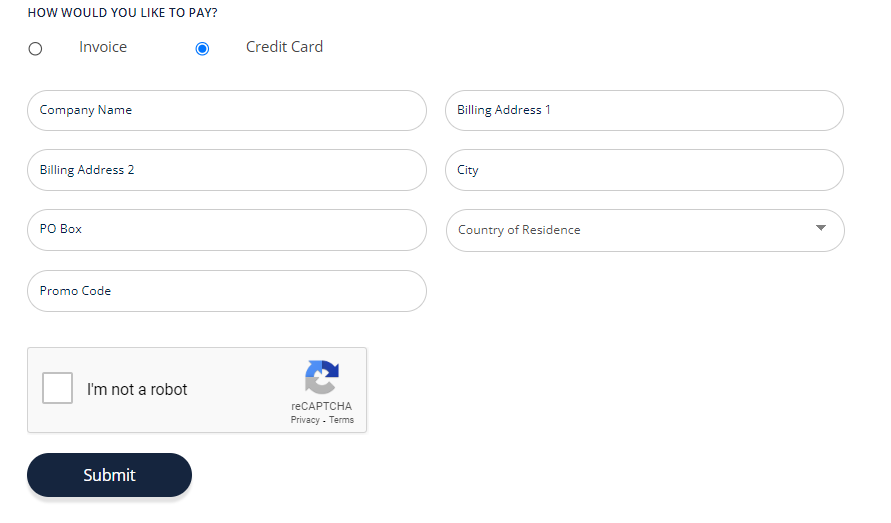 HOW WOULD YOU LIKE TO PAY?
Invoice Credit Card
Company Name Billing Address 1
Billing Address 2 City
PO Box Country of Residence
Promo Code
I'm not a robot
reCAPTCHA
Privacy - Terms
Submit